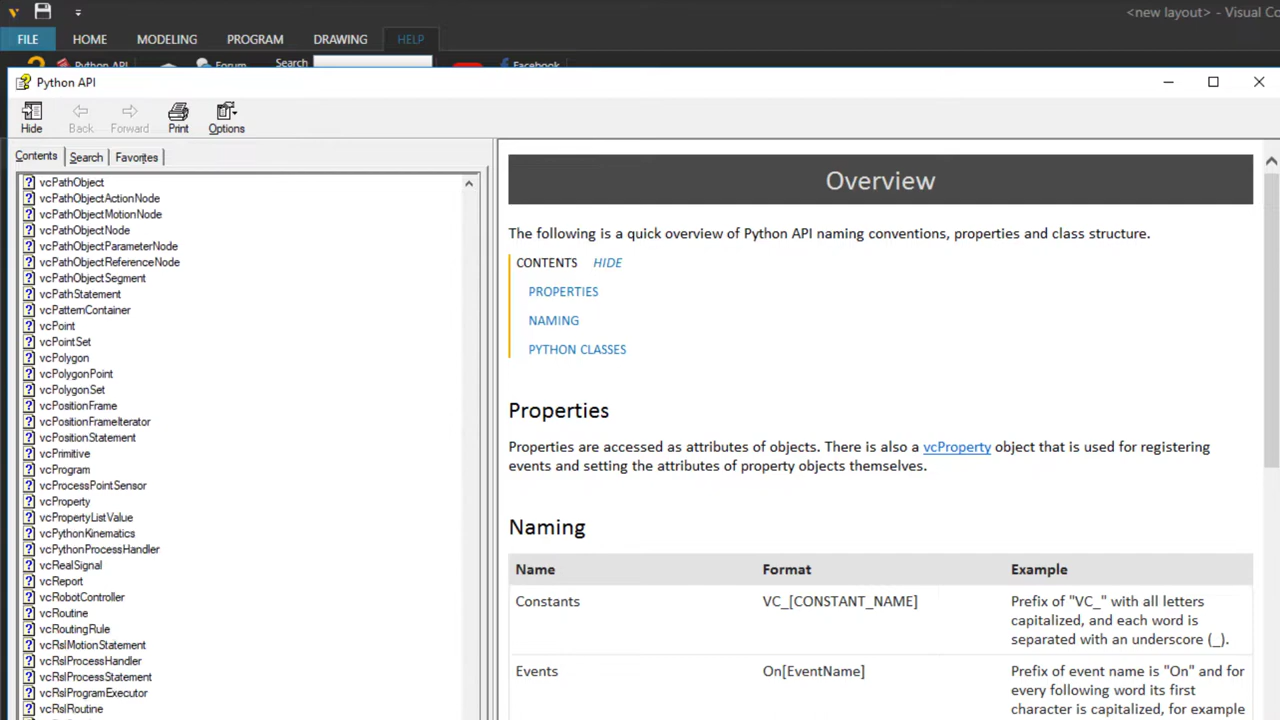 <new layout> - Visual Co
FILE
HOME
MODELING
PROGRAM
DRAWING
HELP
Python API
Forum
Search
Facebook
Python API
Hide
Back
Forward
Print
Options
Contents
Search
Favorites
vcPathObject
vcPathObjectActionNode
vcPathObjectMotionNode
vcPathObjectNode
vcPathObjectParameterNode
vcPathObjectReferenceNode
vcPathObjectSegment
vcPathStatement
vcPatternContainer
vcPoint
vcPointSet
vcPolygon
vcPolygonPoint
vcPolygonSet
vcPositionFrame
vcPositionFrameIterator
vcPositionStatement
vcPrimitive
vcProgram
vcProcessPointSensor
vcProperty
vcPropertyListValue
vcPythonKinematics
vcPythonProcessHandler
vcRealSignal
vcReport
vcRobotController
vcRoutine
vcRoutingRule
vcRslMotionStatement
vcRslProcessHandler
vcRslProcessStatement
vcRslProgramExecutor
vcRslRoutine
Overview
The following is a quick overview of Python API naming conventions, properties and class structure.
CONTENTS HIDE
PROPERTIES
NAMING
PYTHON CLASSES
Properties
Properties are accessed as attributes of objects. There is also a vcProperty object that is used for registering
events and setting the attributes of property objects themselves.
Naming
Name Format Example
Constants VC_[CONSTANT_NAME] Prefix of "VC_" with all letters
capitalized, and each word is
separated with an underscore (_).
Events On[EventName] Prefix of event name is "On" and for
every following word its first
character is capitalized, for example